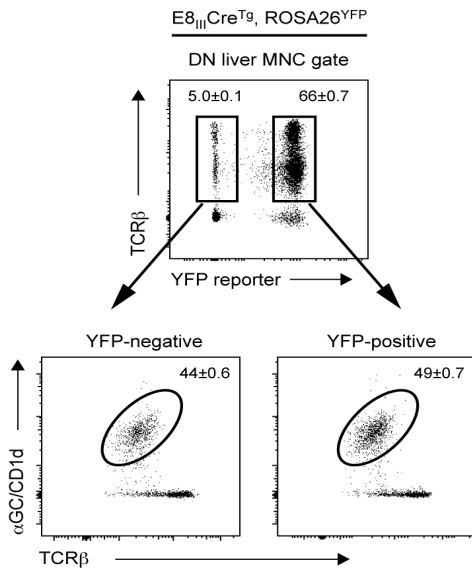 E8IIICreTg, ROSA26YFP
DN liver MNC gate
5.0±0.1 66±0.7
TCRβ
YFP reporter
YFP-negative YFP-positive
44±0.6 49±0.7
αGC/CD1d
TCRβ